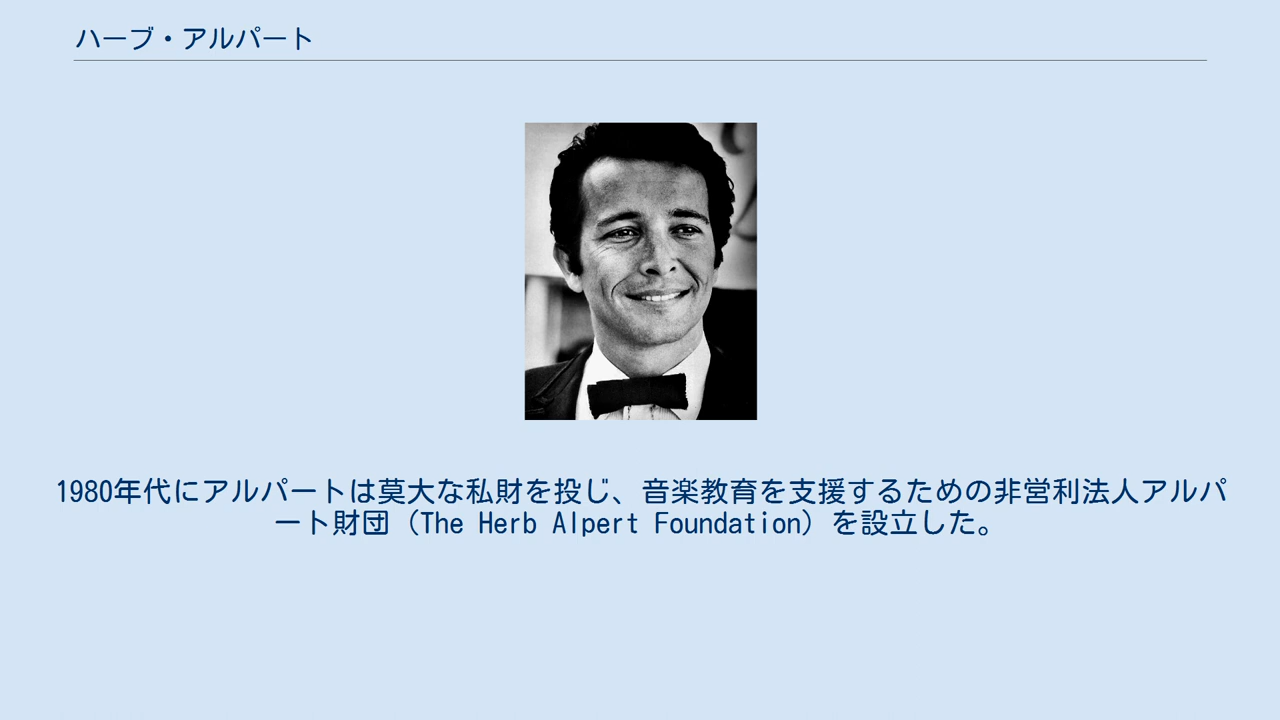 ハーブ・アルパート
1980年代にアルパートは莫大な私財を投じ、音楽教育を支援するための非営利法人アルパ
ート財団（The Herb Alpert Foundation）を設立した。